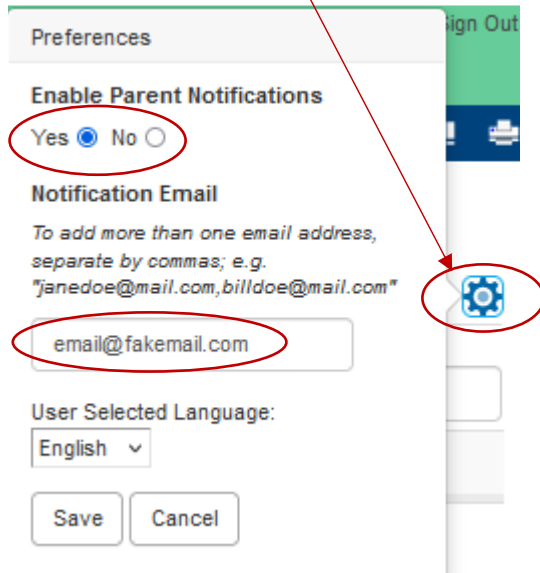 Preferences
Sign Out
Enable Parent Notifications
Yes No
Notification Email
To add more than one email address,
separate by commas; e.g.
"janedoe@mail.com,billdoe@mail.com"
email@fakemail.com
User Selected Language:
English
Save Cancel